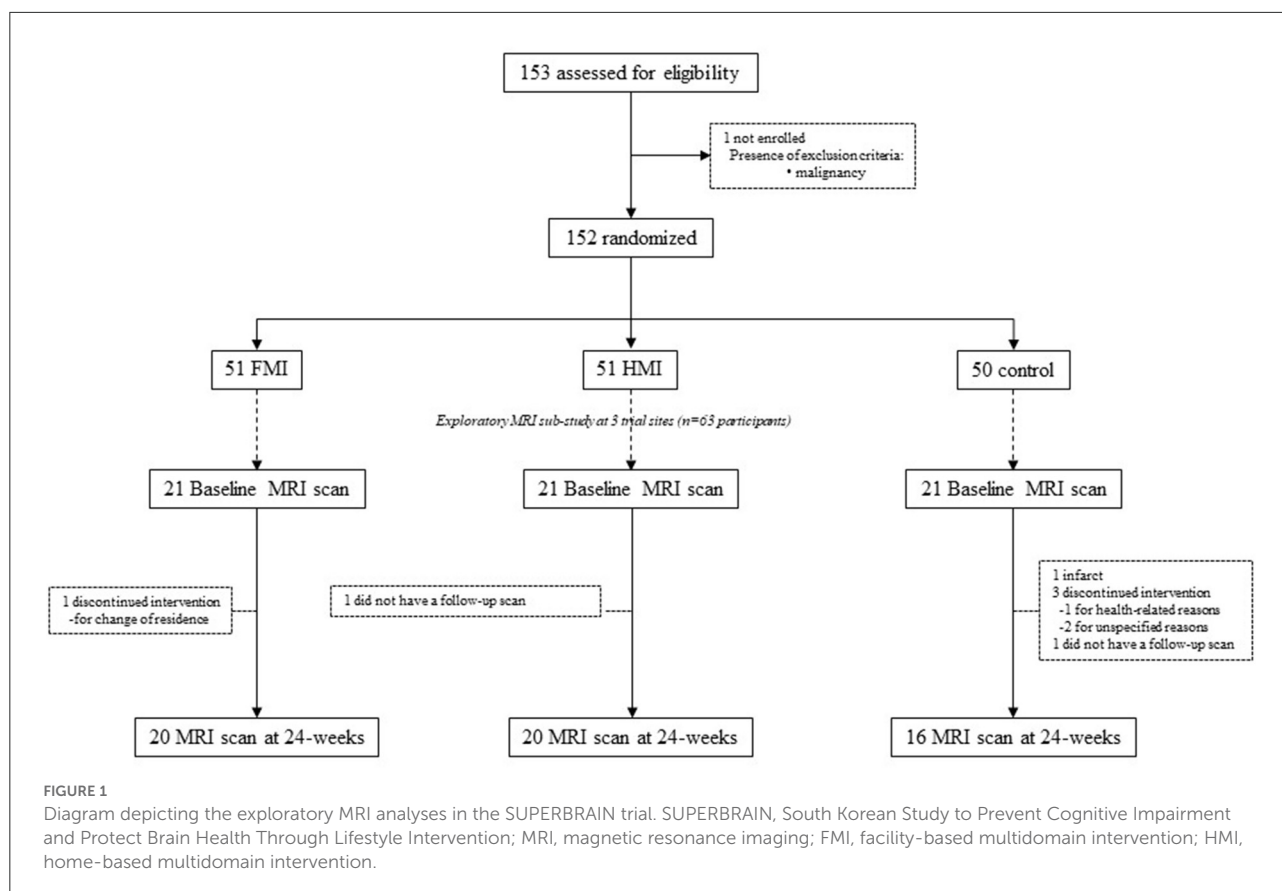 153 assessed for eligibility
1 not enrolled
Presence of exclusion criteria:
• malignancy
152 randomized
51 FMI
51 HMI
50 control
Exploratory MRI sub-study at 3 trial sites (n=63 participants)
21 Baseline MRI scan
21 Baseline MRI scan
21 Baseline MRI scan
1 discontinued intervention
-for change of residence
1 did not have a follow-up scan
1 infarct
3 discontinued intervention
-1 for health-related reasons
-2 for unspecified reasons
1 did not have a follow-up scan
20 MRI scan at 24-weeks
20 MRI scan at 24-weeks
16 MRI scan at 24-weeks
FIGURE 1
Diagram depicting the exploratory MRI analyses in the SUPERBRAIN trial. SUPERBRAIN, South Korean Study to Prevent Cognitive Impairment
and Protect Brain Health Through Lifestyle Intervention; MRI, magnetic resonance imaging; FMI, facility-based multidomain intervention; HMI,
home-based multidomain intervention.